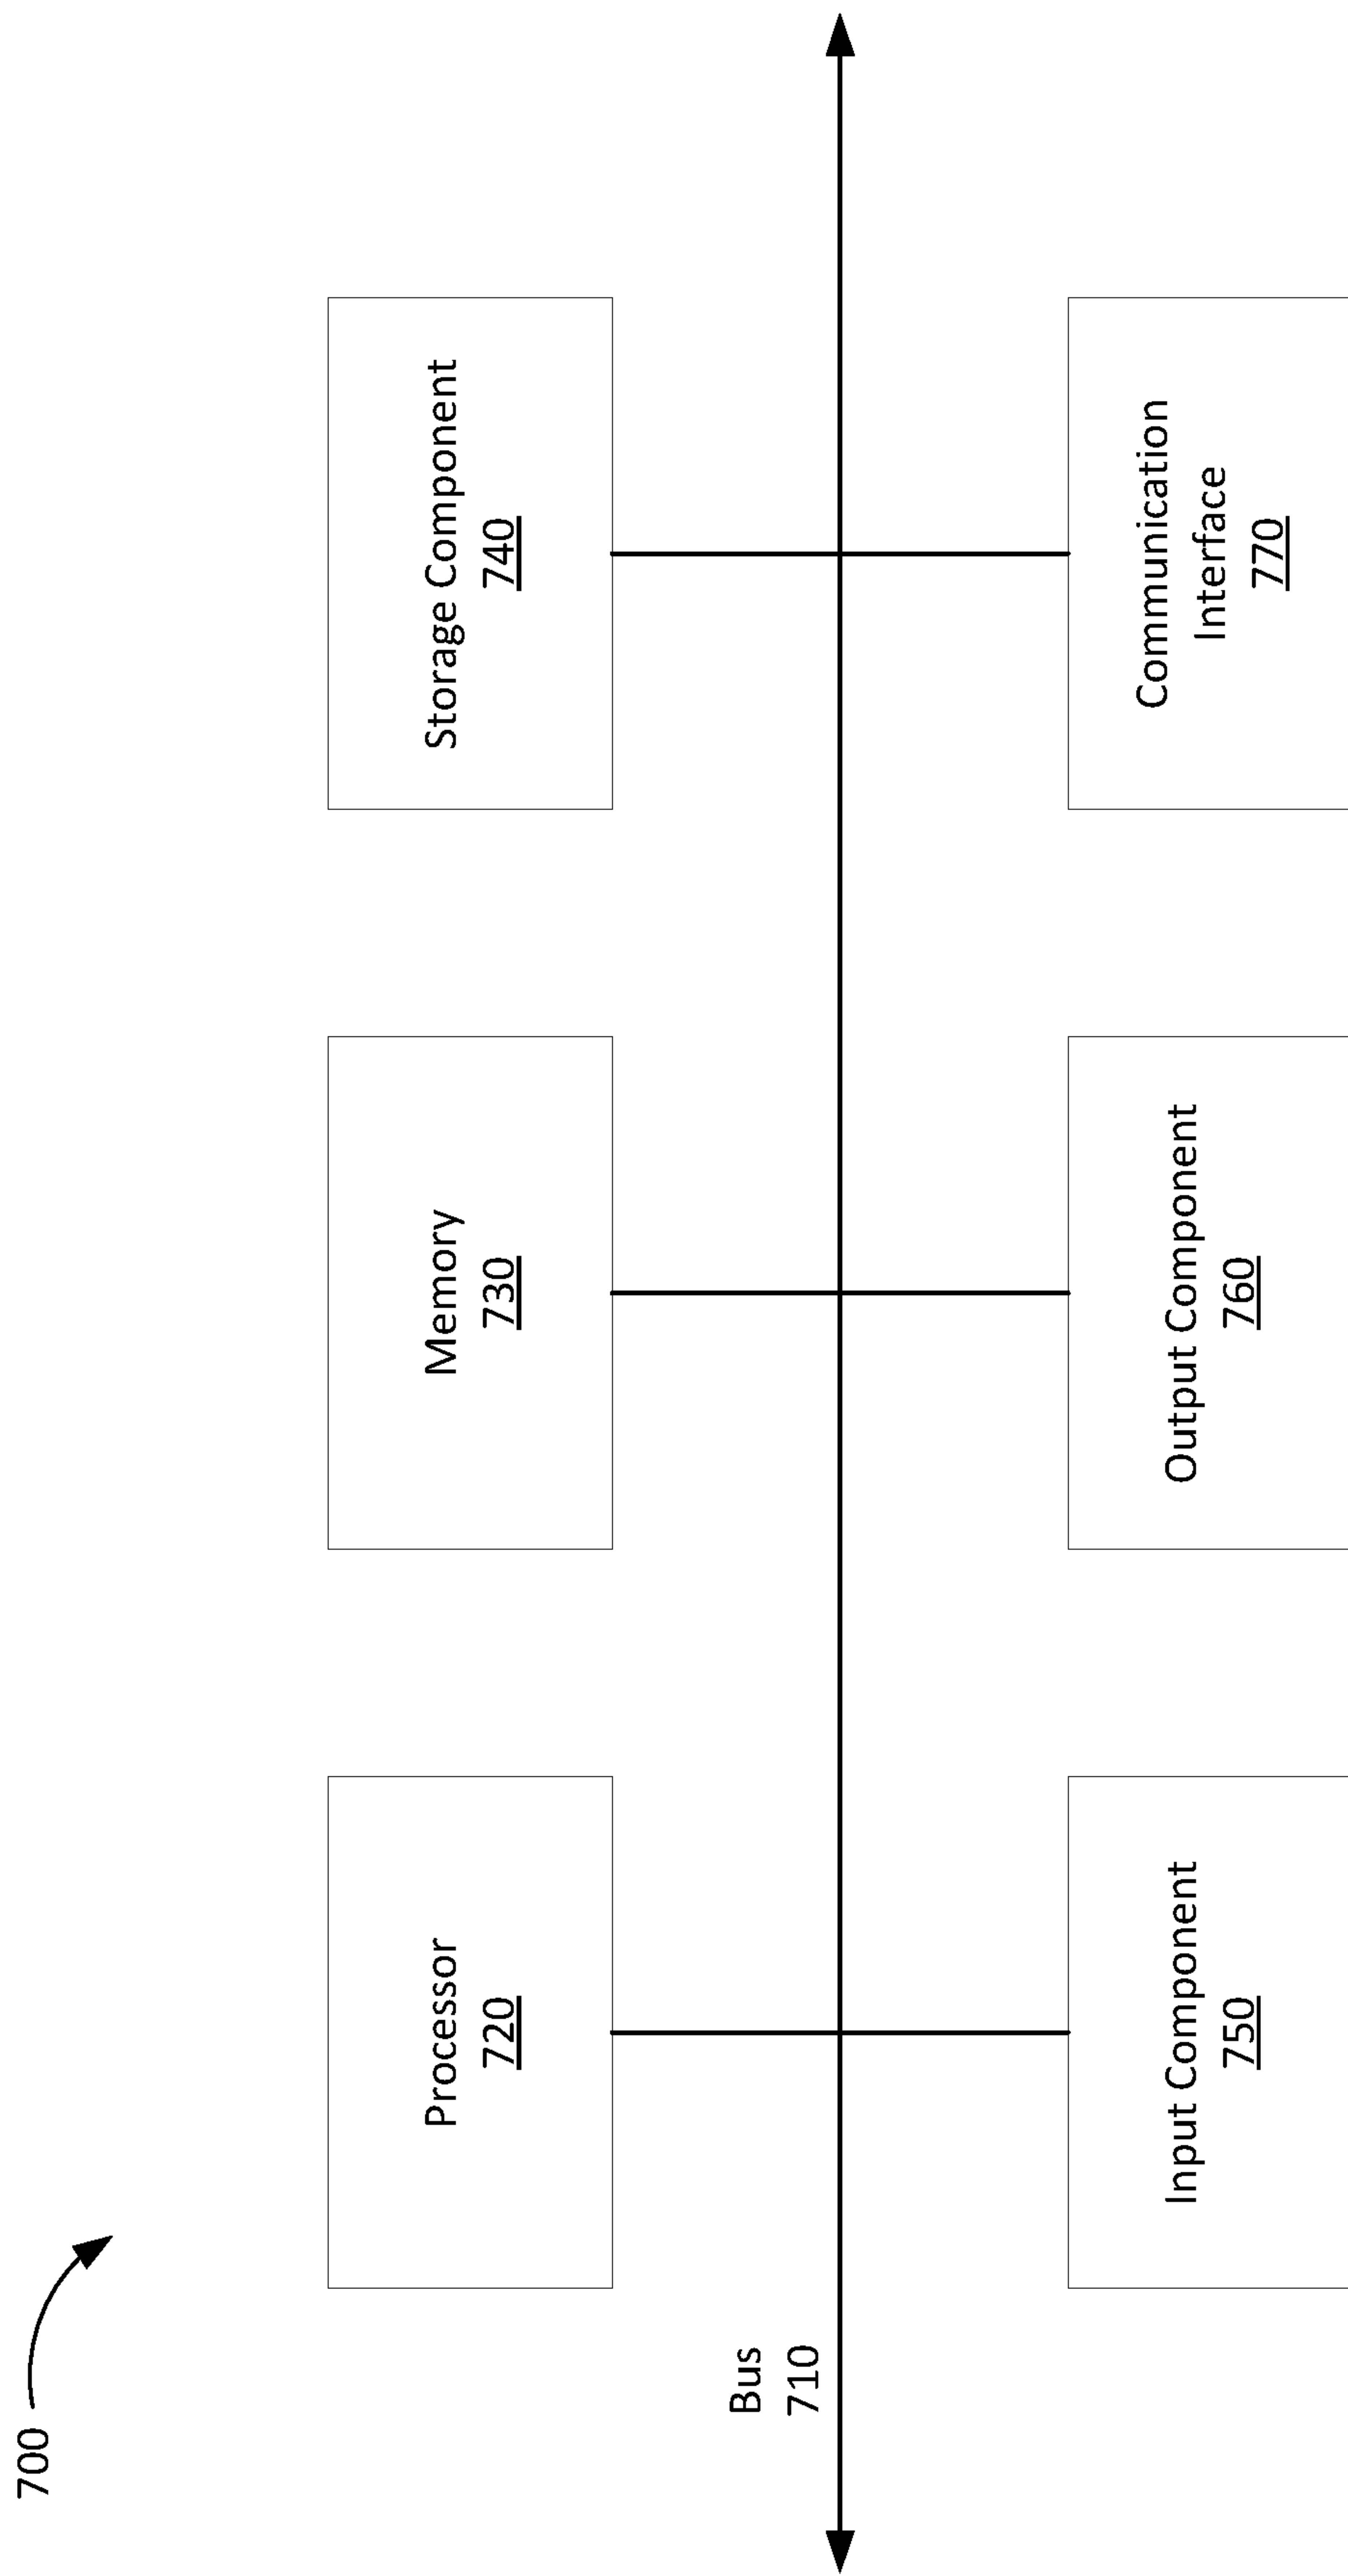 700
Processor
720
Memory
730
Storage Component
740
Bus
710
Input Component
750
Output Component
760
Communication
Interface
770